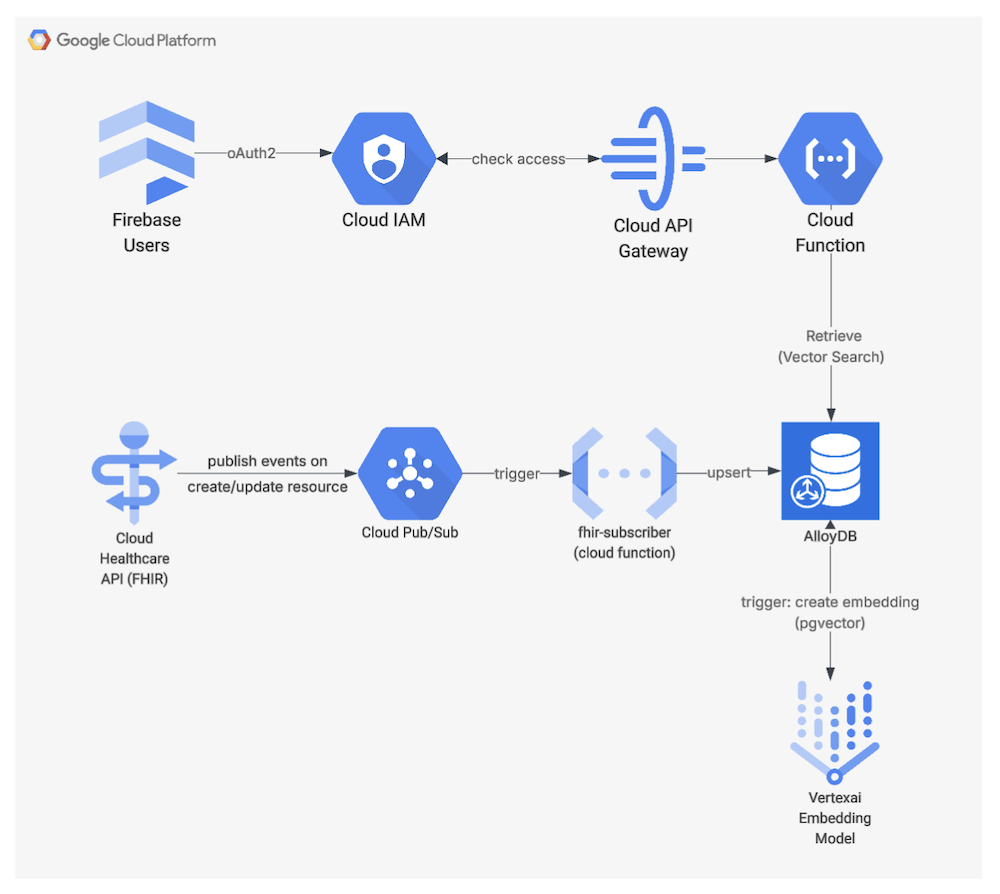 Google Cloud Platform
oAuth2
check access
Firebase
Users
Cloud IAM
Cloud API
Gateway
Cloud
Function
Retrieve
(Vector Search)
publish events on
create/update resource
trigger
upsert
Cloud
Healthcare
API (FHIR)
Cloud Pub/Sub
fhir-subscriber
(cloud function)
AlloyDB
trigger: create embedding
(pgvector)
Vertexai
Embedding
Model